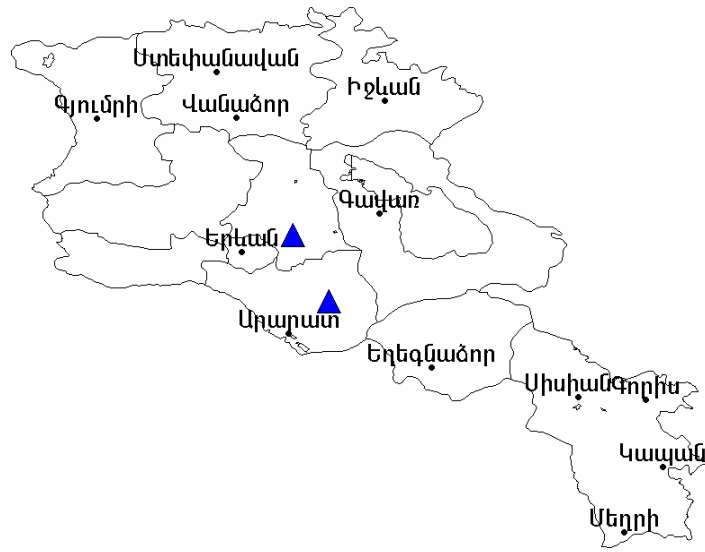 Ստեփանավան
Իջևան
Գյումրի
Վանաձոր
Գավառ
Երևան
Արարատ
Եղեգնաձոր
Սիսիան
Գորիս
Կապան
Մեղրի